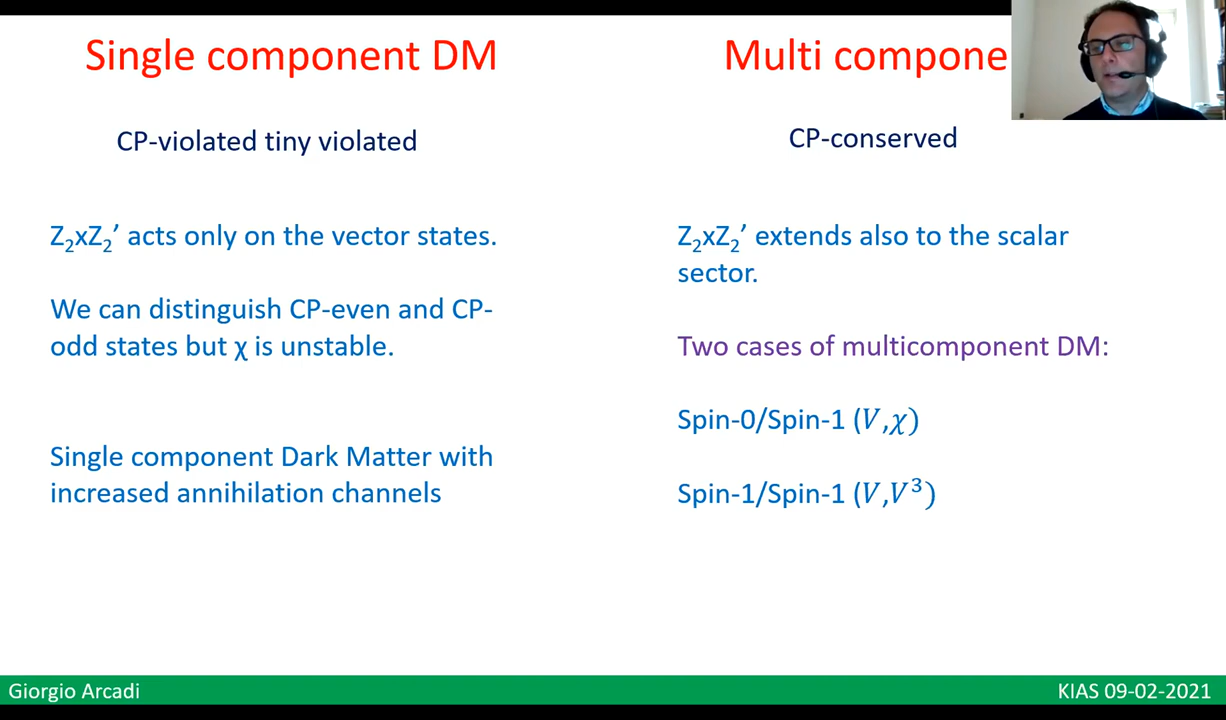 Single component DM
CP-violated tiny violated
Z₂xZ₂’ acts only on the vector states.
We can distinguish CP-even and CP-
odd states but χ is unstable.
Single component Dark Matter with
increased annihilation channels
Multi compone
CP-conserved
Z₂xZ₂’ extends also to the scalar
sector.
Two cases of multicomponent DM:
Spin-0/Spin-1 (V,χ)
Spin-1/Spin-1 (V,V³)
Giorgio Arcadi
KIAS 09-02-2021